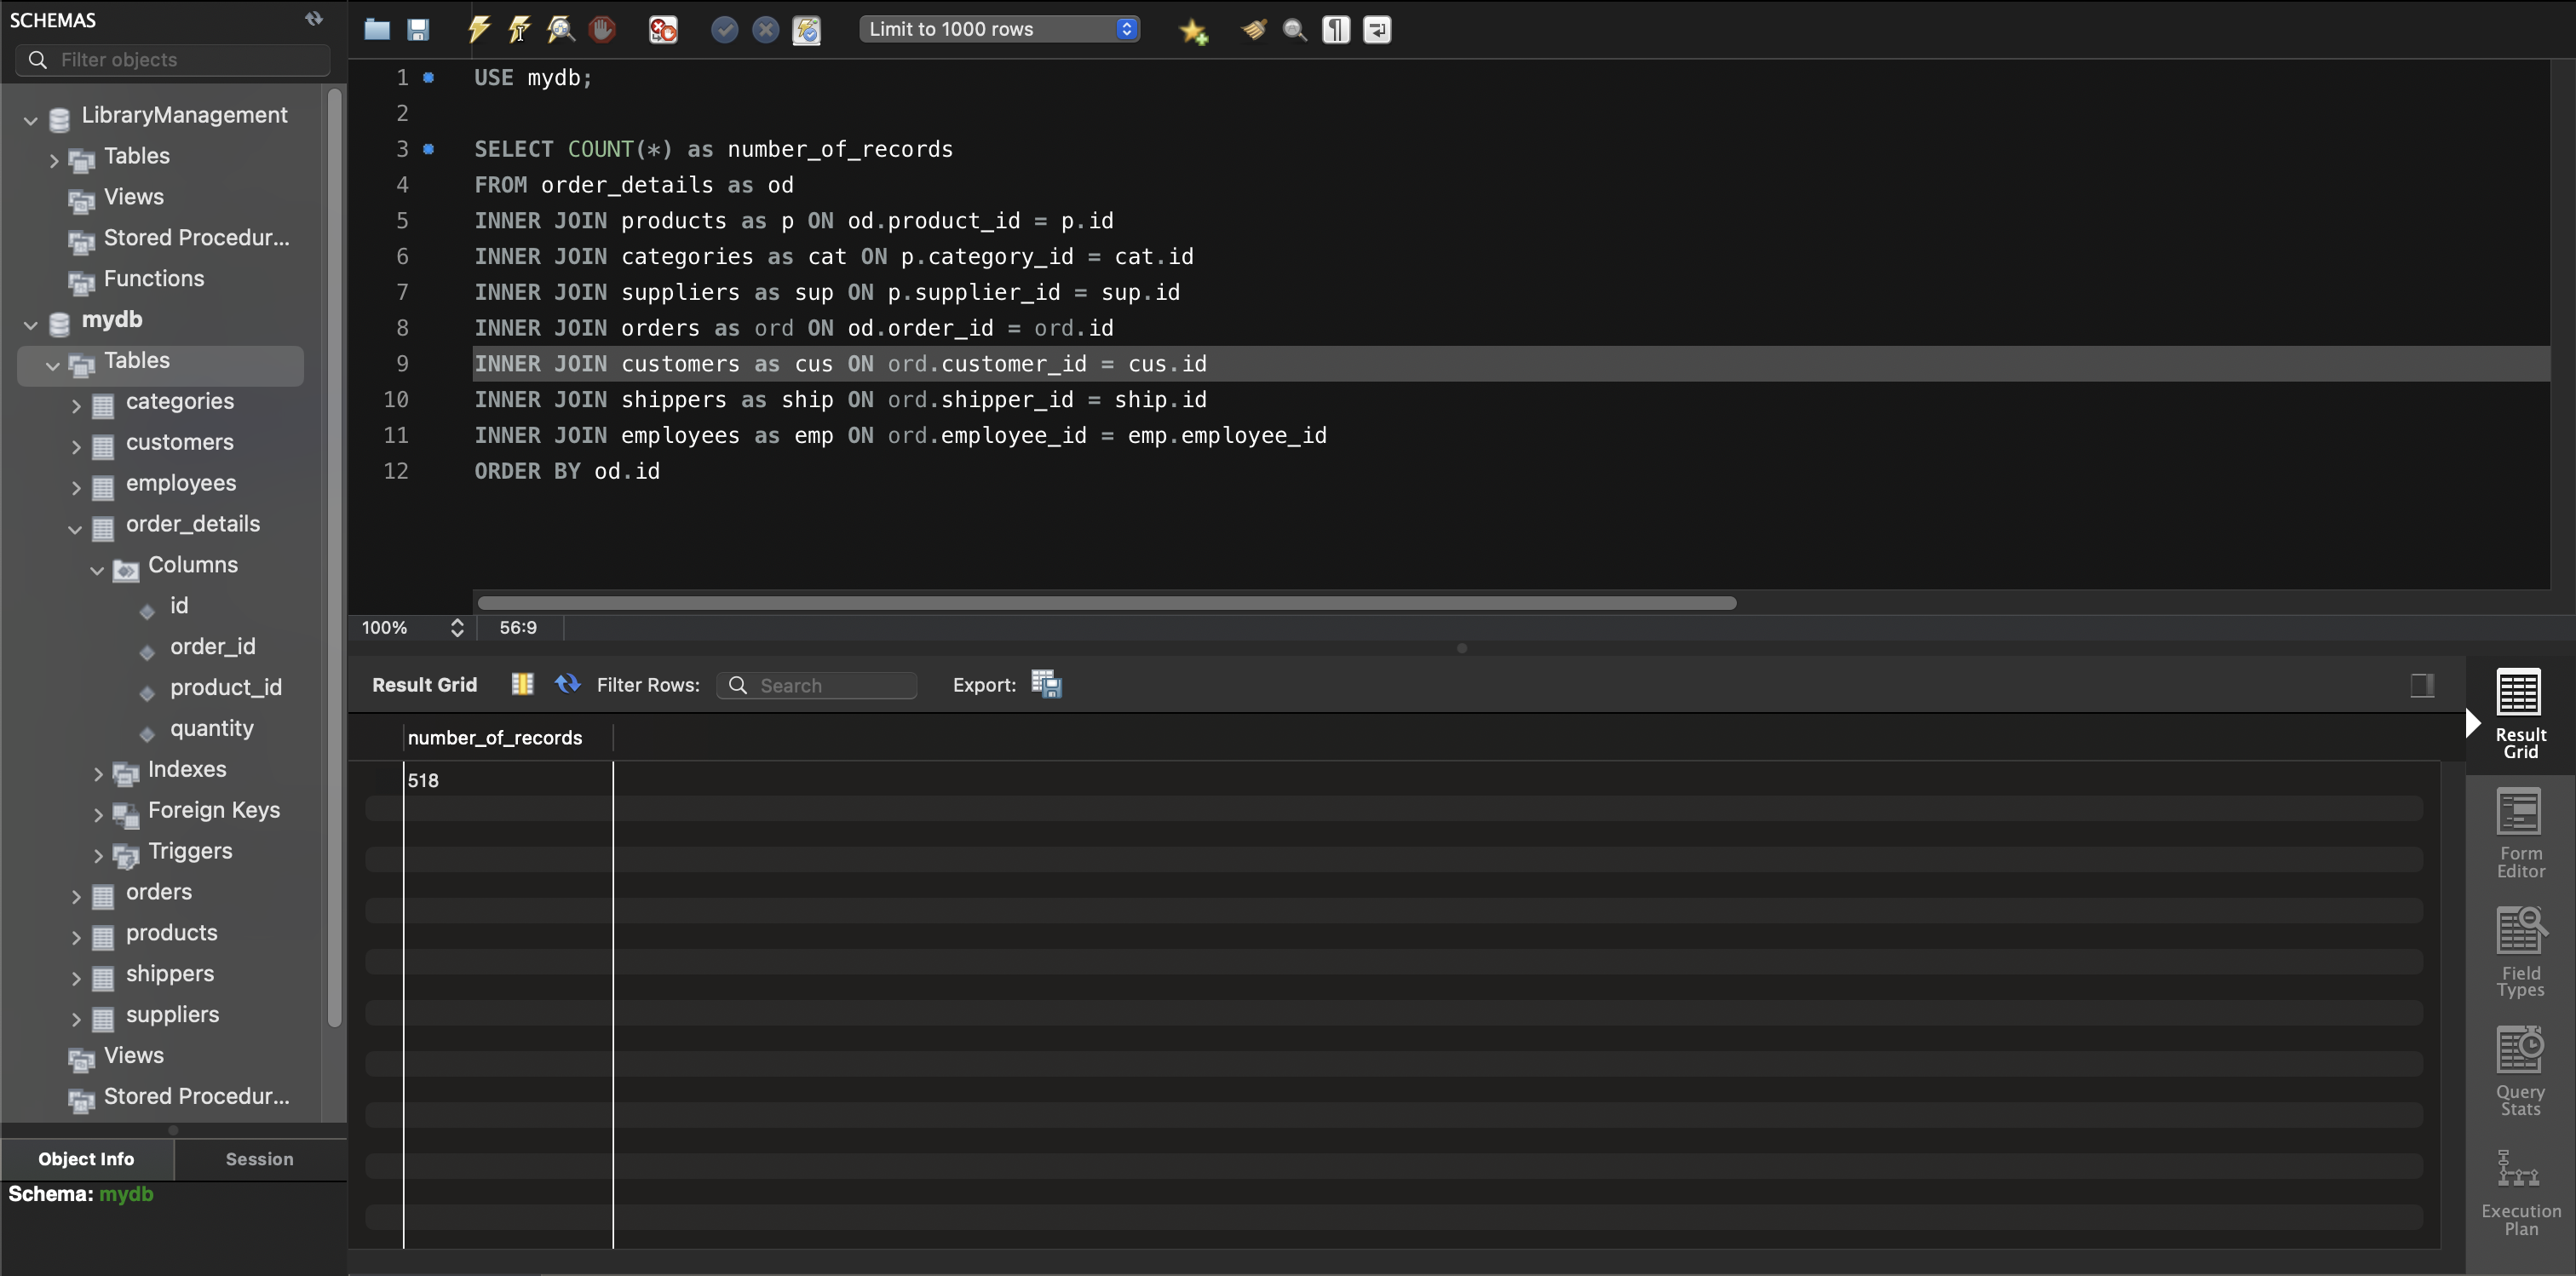 SCHEMAS
Filter objects
LibraryManagement
Tables
Views
Stored Procedur...
Functions
mydb
Tables
categories
customers
employees
order_details
Columns
id
order_id
product_id
quantity
Indexes
Foreign Keys
Triggers
orders
products
shippers
suppliers
Views
Stored Procedur...
Object Info Session
Schema: mydb
Limit to 1000 rows
1 USE mydb;
2
3 SELECT COUNT(*) as number_of_records
4 FROM order_details as od
5 INNER JOIN products as p ON od.product_id = p.id
6 INNER JOIN categories as cat ON p.category_id = cat.id
7 INNER JOIN suppliers as sup ON p.supplier_id = sup.id
8 INNER JOIN orders as ord ON od.order_id = ord.id
9 INNER JOIN customers as cus ON ord.customer_id = cus.id
10 INNER JOIN shippers as ship ON ord.shipper_id = ship.id
11 INNER JOIN employees as emp ON ord.employee_id = emp.employee_id
12 ORDER BY od.id
100% 56:9
Result Grid Filter Rows: Search Export:
number_of_records
518
Result
Grid
Form
Editor
Field
Types
Query
Stats
Execution
Plan